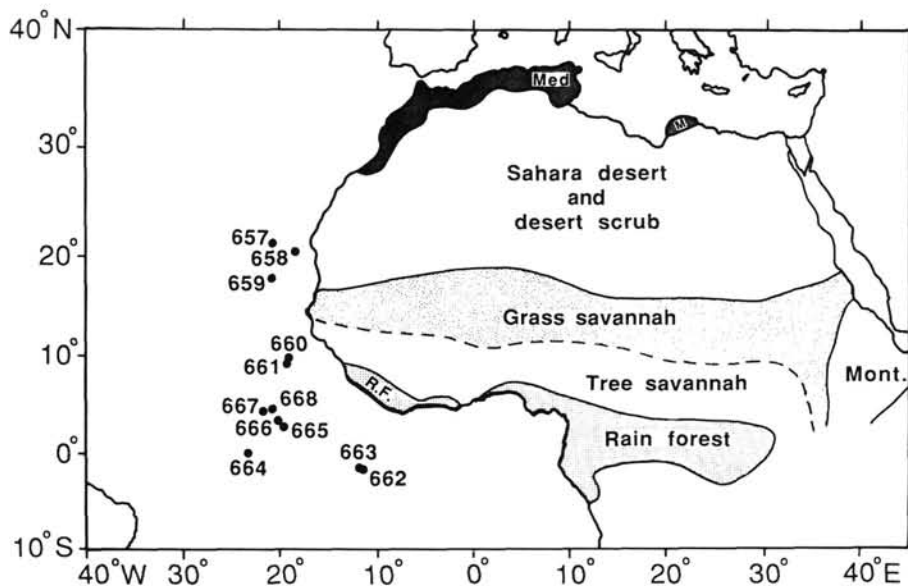 40°N
30°
20°
10°
0°
10°S
40°W
30°
20°
10°
0°
10°
20°
30°
40°E
Med
M
Sahara desert
and
desert scrub
657
658
659
Grass savannah
660
661
R.F.
Tree savannah
Mont.
667
668
666
665
664
663
662
Rain forest